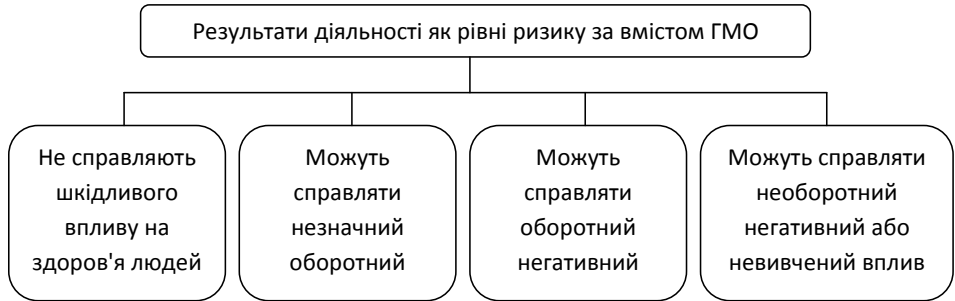 Результати діяльності як рівні ризику за вмістом ГМО
Не справляють
шкідливого
впливу на
здоров'я людей
Можуть
справляти
незначний
оборотний
Можуть
справляти
оборотний
негативний
Можуть справляти
необоротний
негативний або
невивчений вплив